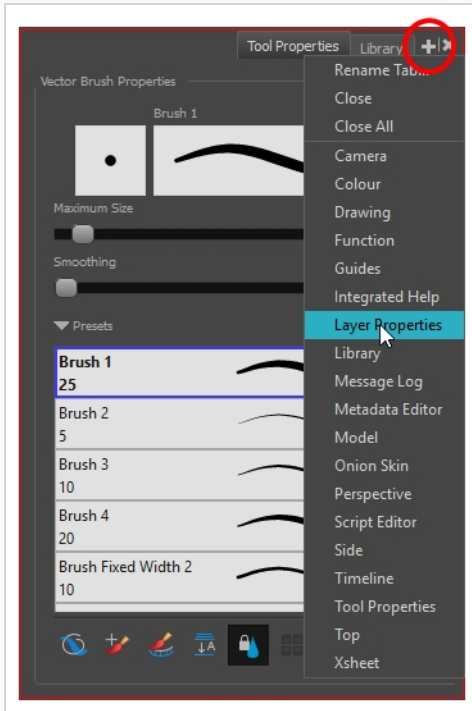 Tool Properties
Library
Rename Tab...
Vector Brush Properties
Close
Brush 1
Close All
Camera
Colour
Maximum Size
Drawing
Function
Smoothing
Guides
Integrated Help
Presets
Layer Properties
Brush 1
25
Library
Message Log
Brush 2
5
Metadata Editor
Model
Brush 3
10
Onion Skin
Perspective
Brush 4
20
Script Editor
Side
Brush Fixed Width 2
10
Timeline
Tool Properties
Top
Xsheet